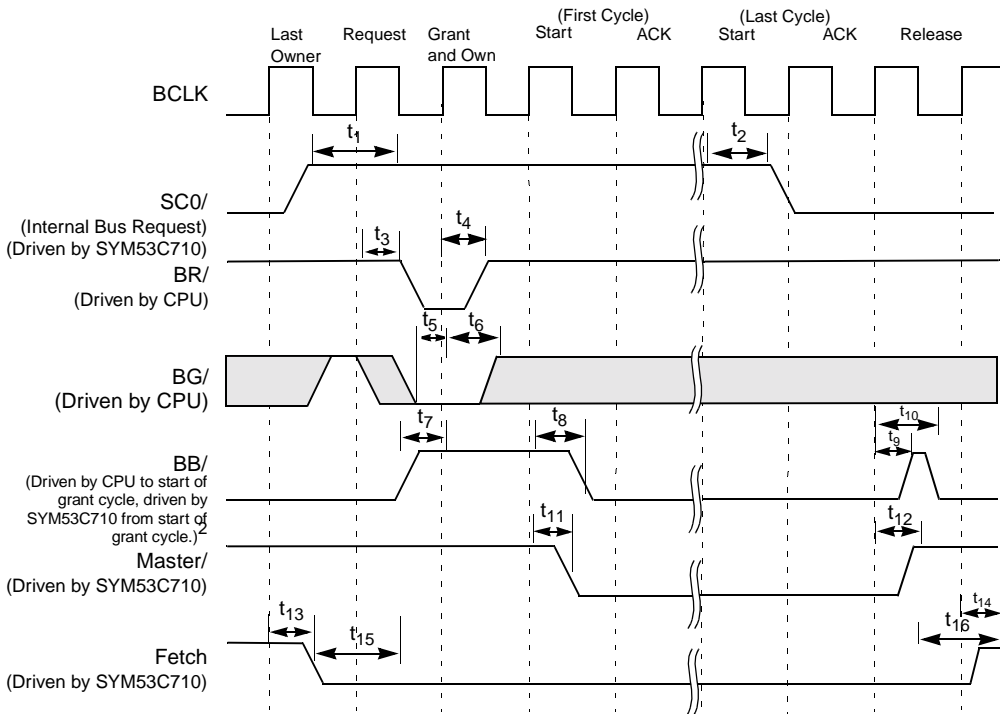 (First Cycle) (Last Cycle)
Last Owner Request Grant and Own Start ACK Start ACK Release
BCLK
t1 t2
SC0/
(Internal Bus Request)
(Driven by SYM53C710)
t3 t4
BR/
(Driven by CPU)
t5 t6
BG/
(Driven by CPU)
t7 t8 t10
t9
BB/
(Driven by CPU to start of
grant cycle, driven by
SYM53C710 from start of
grant cycle.)2
t11 t12
Master/
(Driven by SYM53C710)
t13 t14
t15 t16
Fetch
(Driven by SYM53C710)